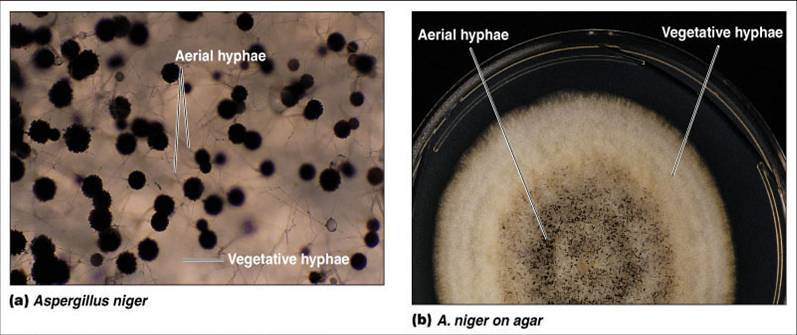 Aerial hyphae
Vegetative hyphae
(a) Aspergillus niger
Aerial hyphae
Vegetative hyphae
(b) A. niger on agar